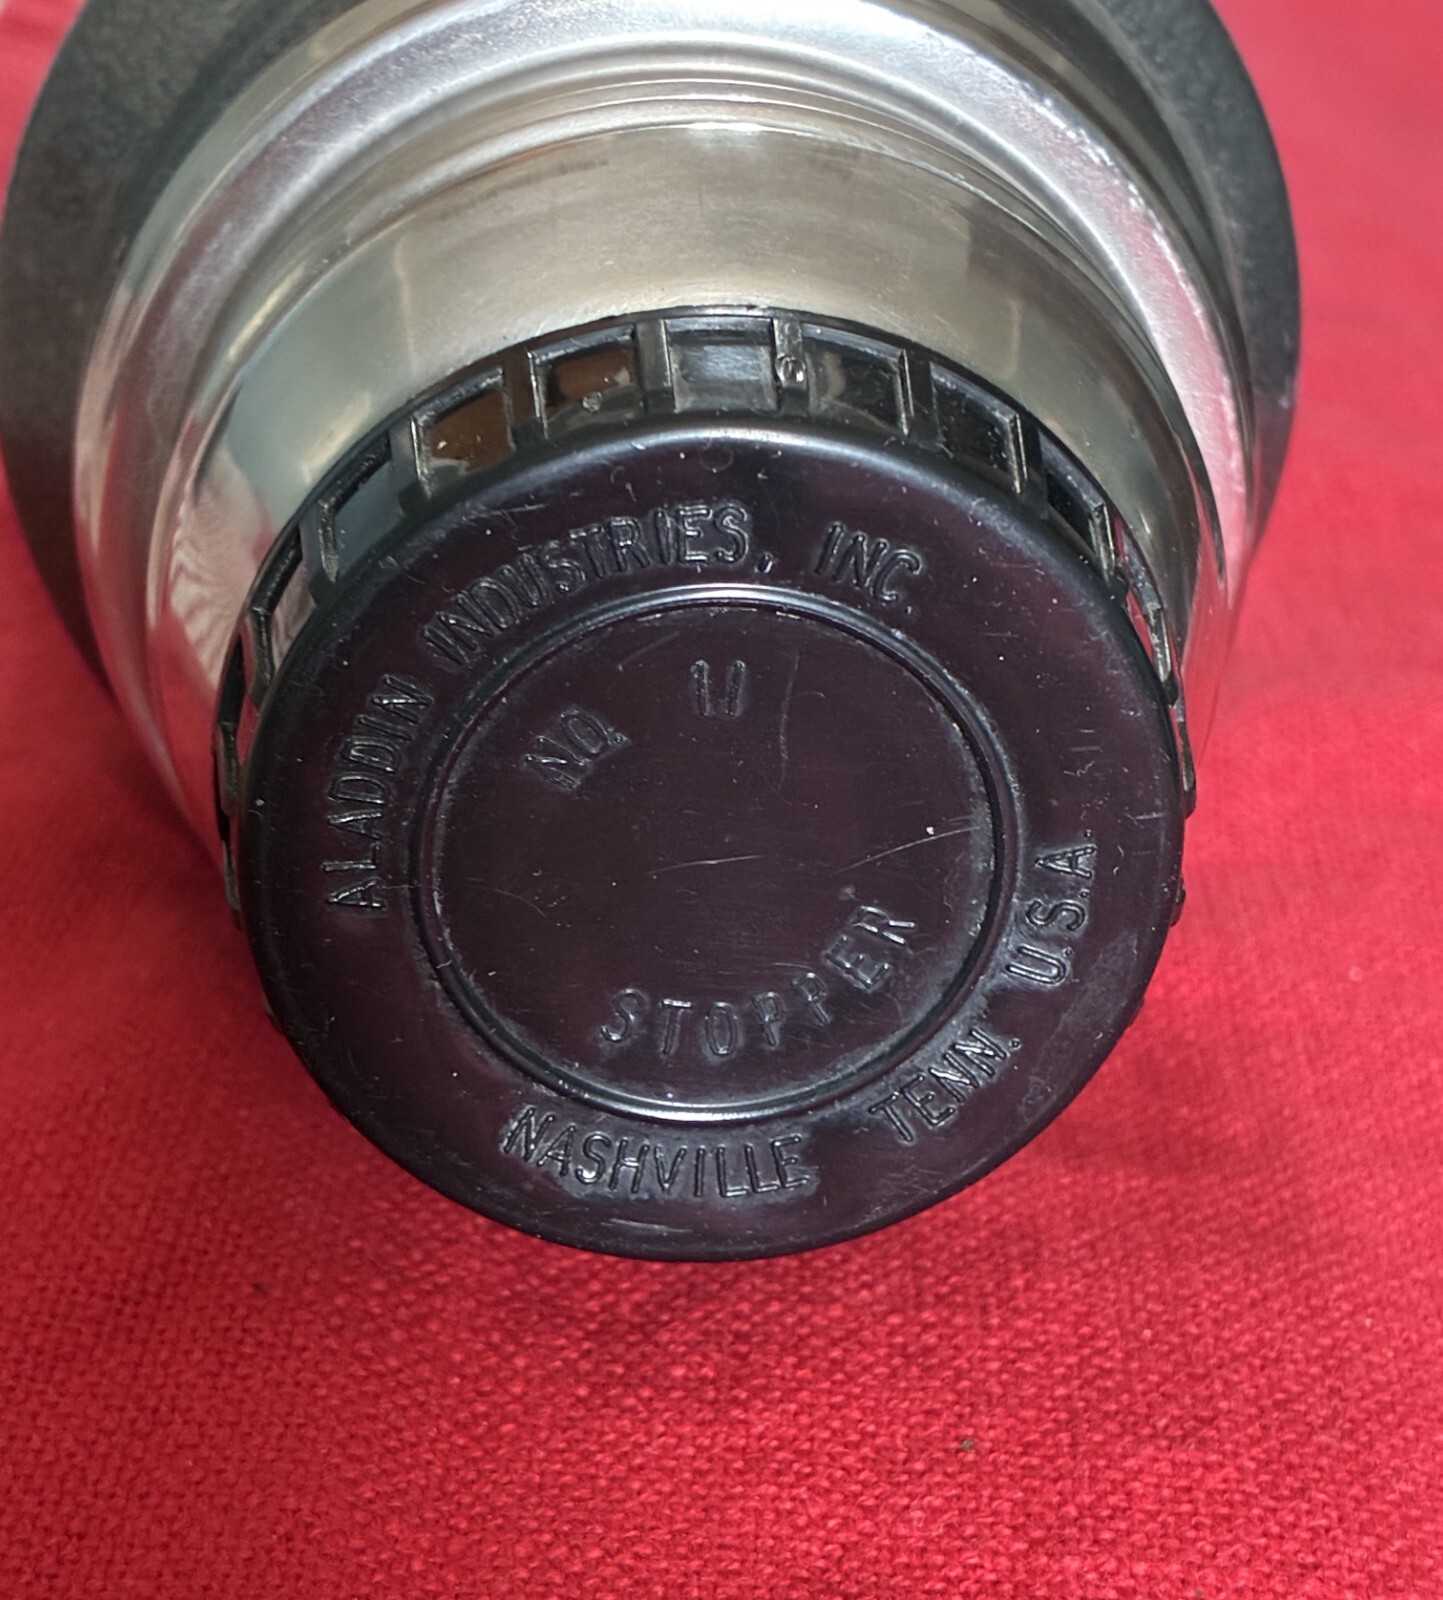 ALADDIN INDUSTRIES, INC.
No. 11
STOPPER
NASHVILLE TENN. U.S.A.